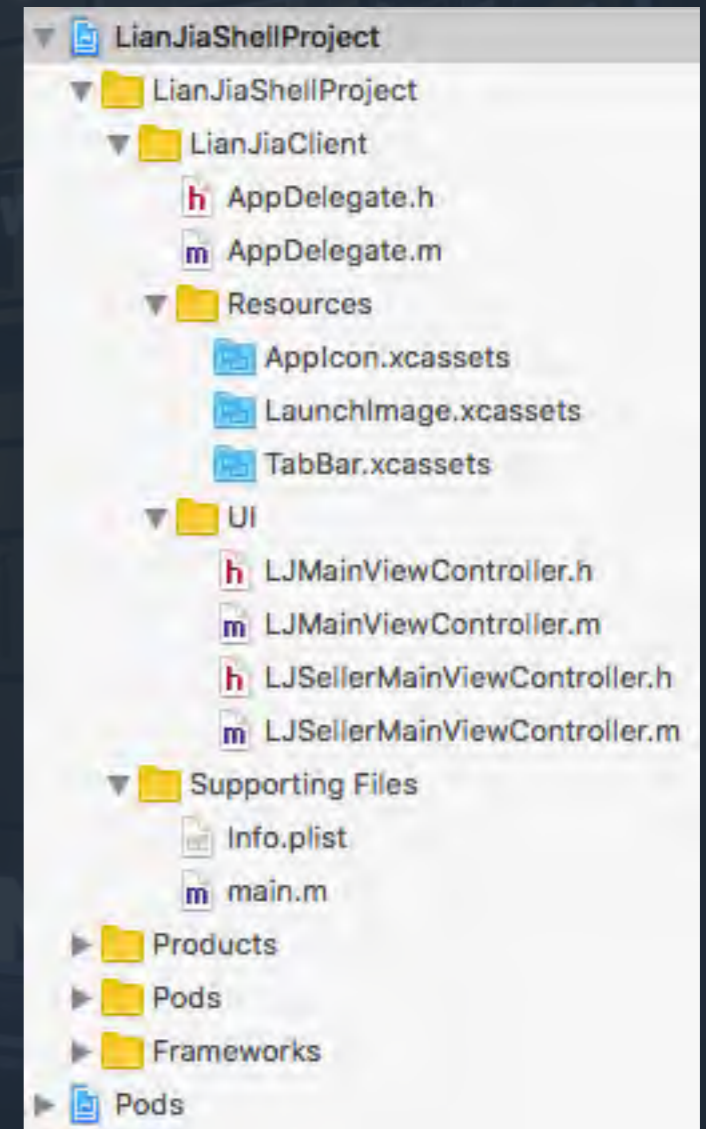 LianJiaShellProject
LianJiaShellProject
LianJiaClient
h AppDelegate.h
m AppDelegate.m
Resources
AppIcon.xcassets
LaunchImage.xcassets
TabBar.xcassets
UI
h LJMainViewController.h
m LJMainViewController.m
h LJSellerMainViewController.h
m LJSellerMainViewController.m
Supporting Files
Info.plist
m main.m
Products
Pods
Frameworks
Pods